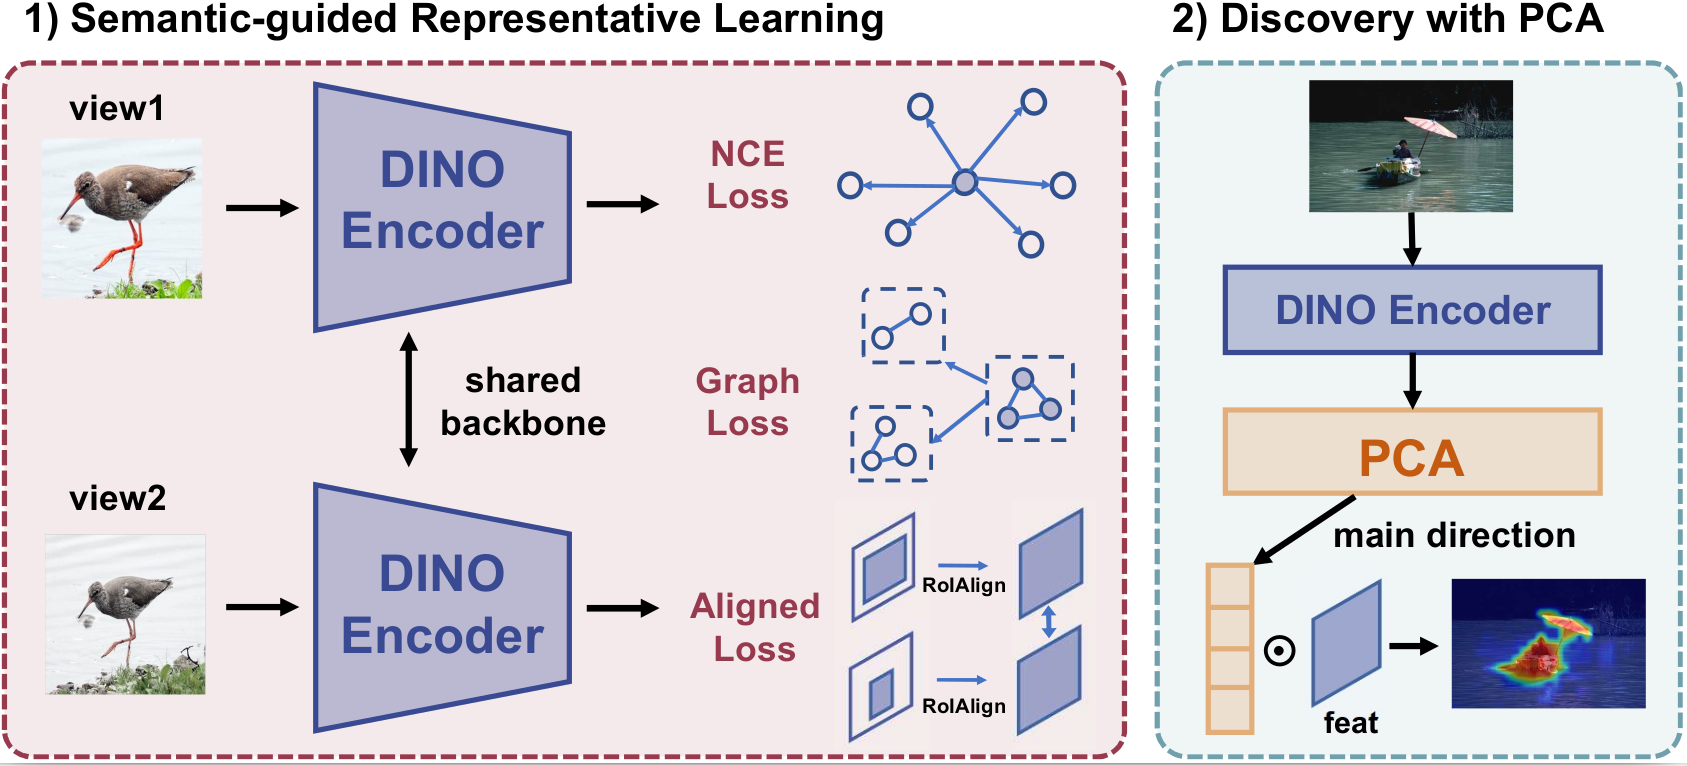 1) Semantic-guided Representative Learning
view1
DINO
Encoder
NCE
Loss
shared
backbone
Graph
Loss
view2
DINO
Encoder
Aligned
Loss
RoIAlign
RoIAlign
2) Discovery with PCA
DINO Encoder
PCA
main direction
feat